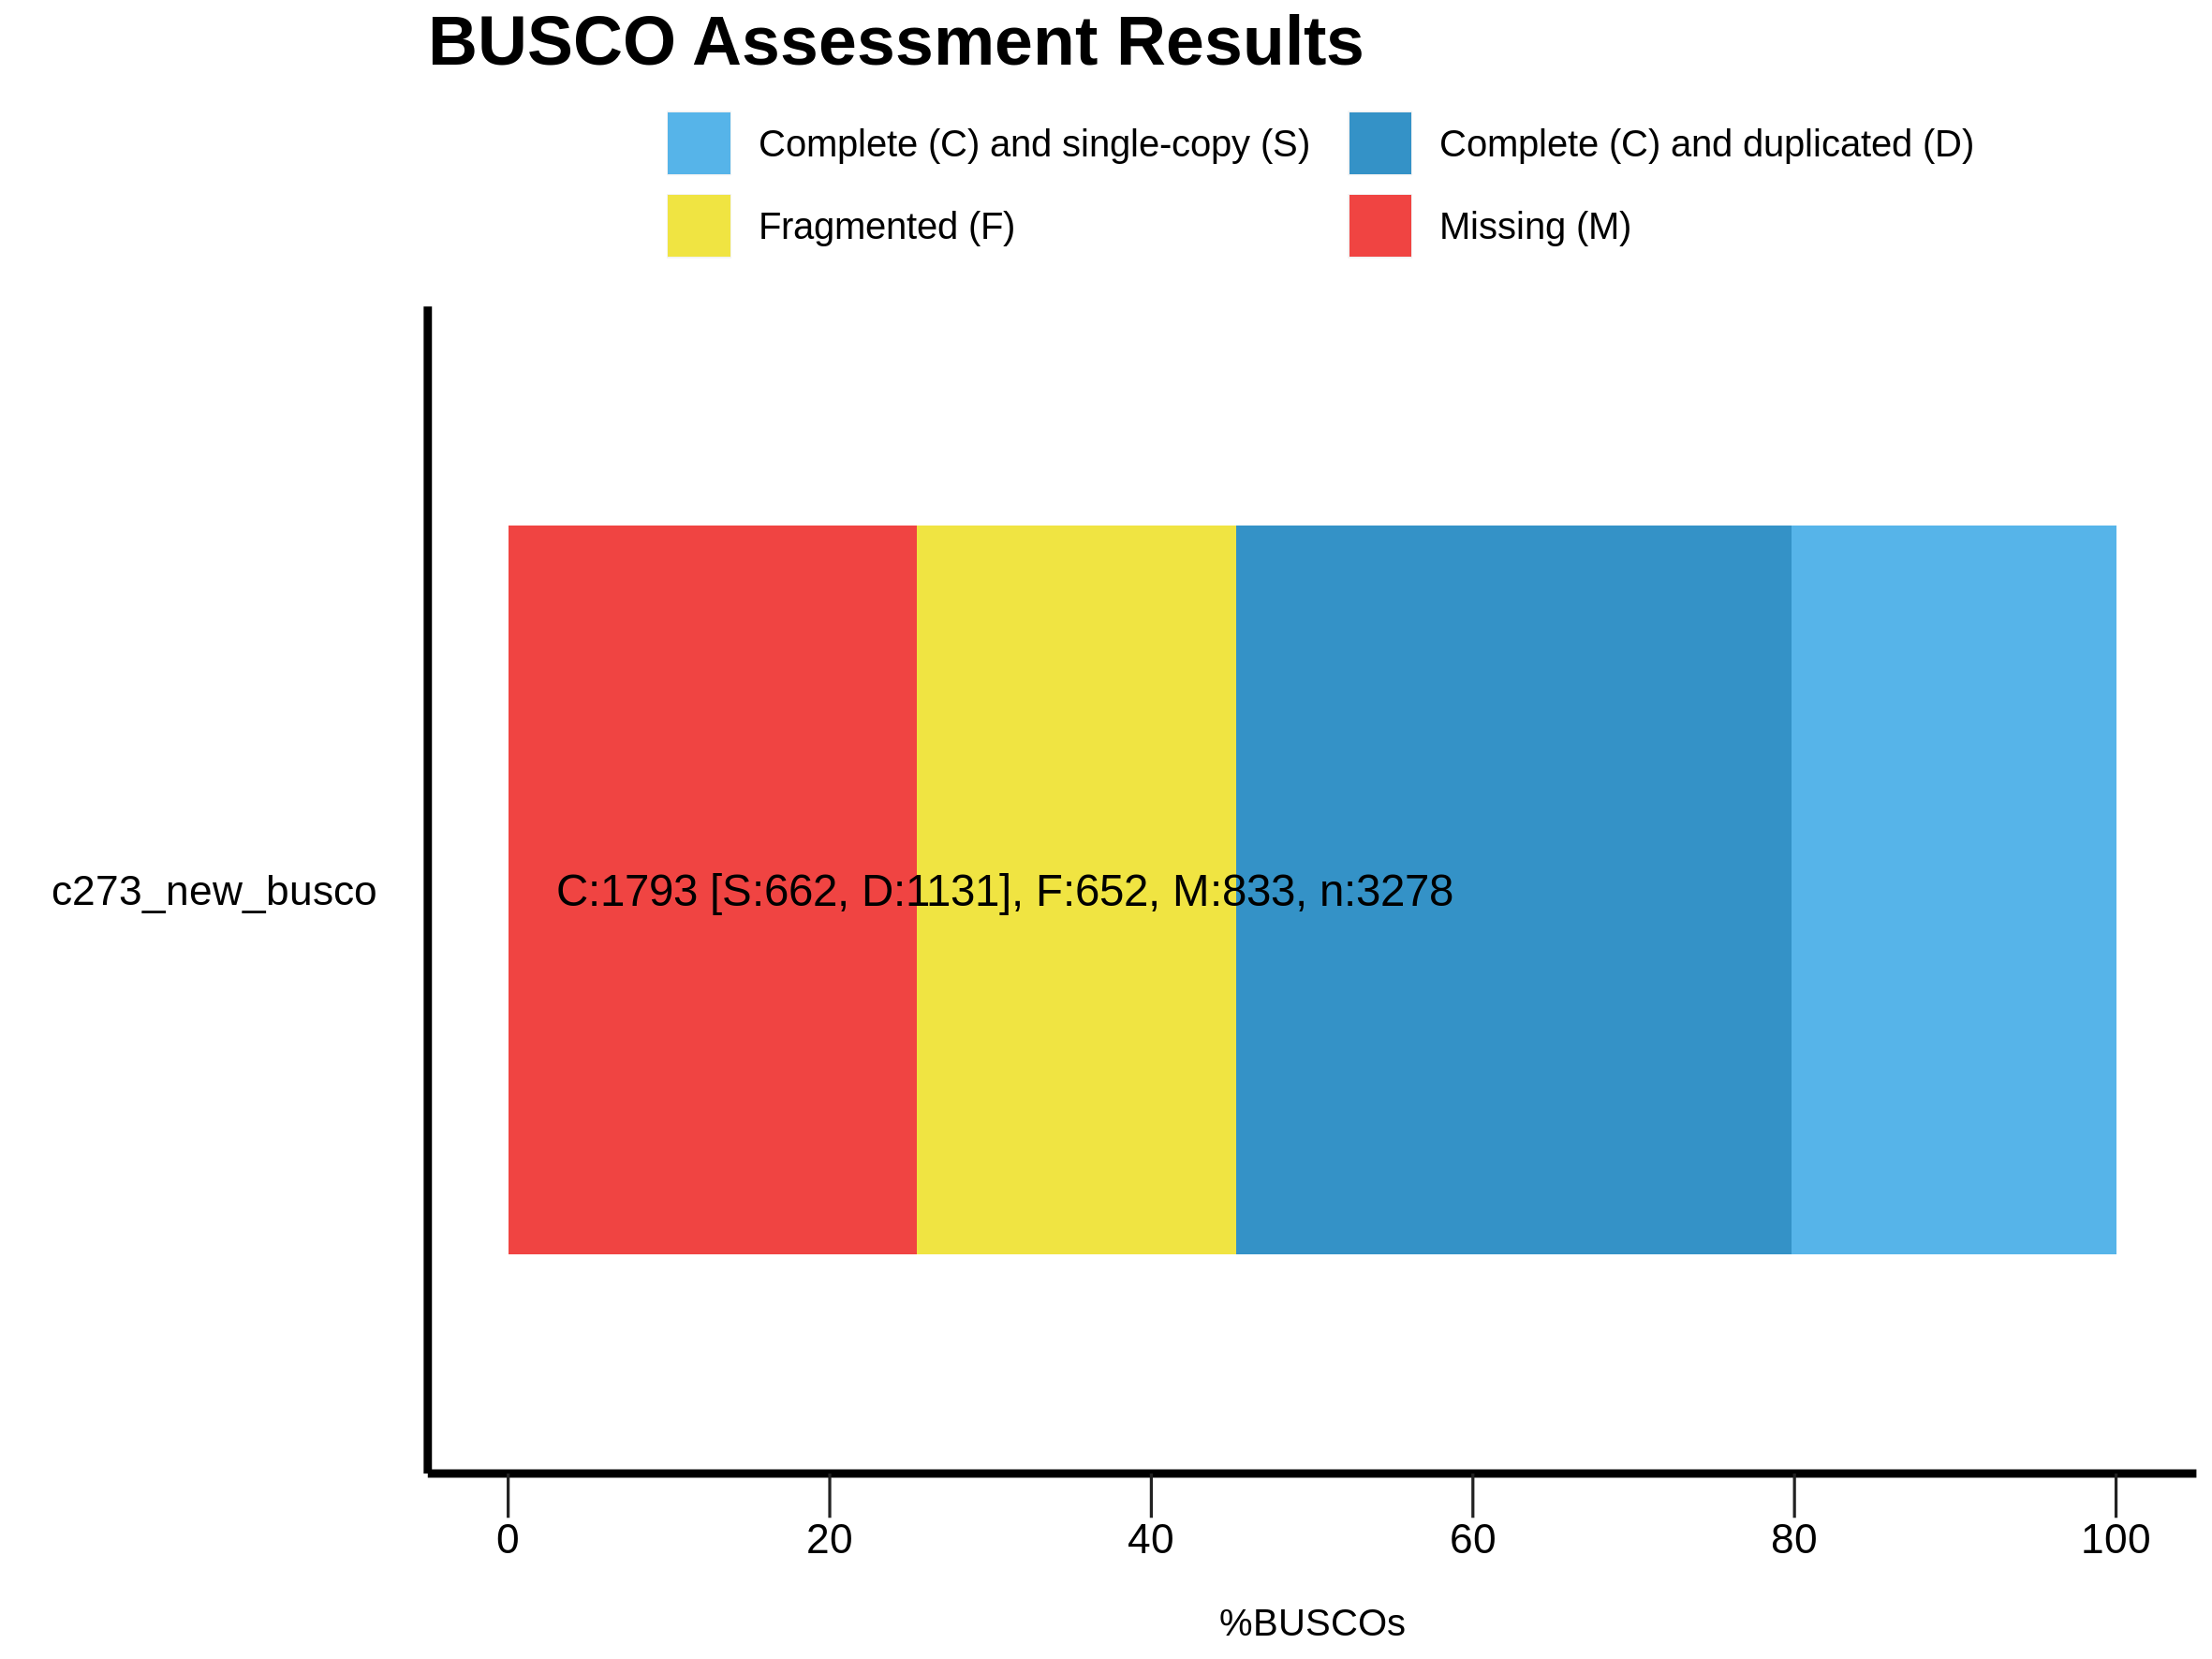 BUSCO Assessment Results
Complete (C) and single-copy (S)
Complete (C) and duplicated (D)
Fragmented (F)
Missing (M)
c273_new_busco
C:1793 [S:662, D:1131], F:652, M:833, n:3278
0 20 40 60 80 100
%BUSCOs